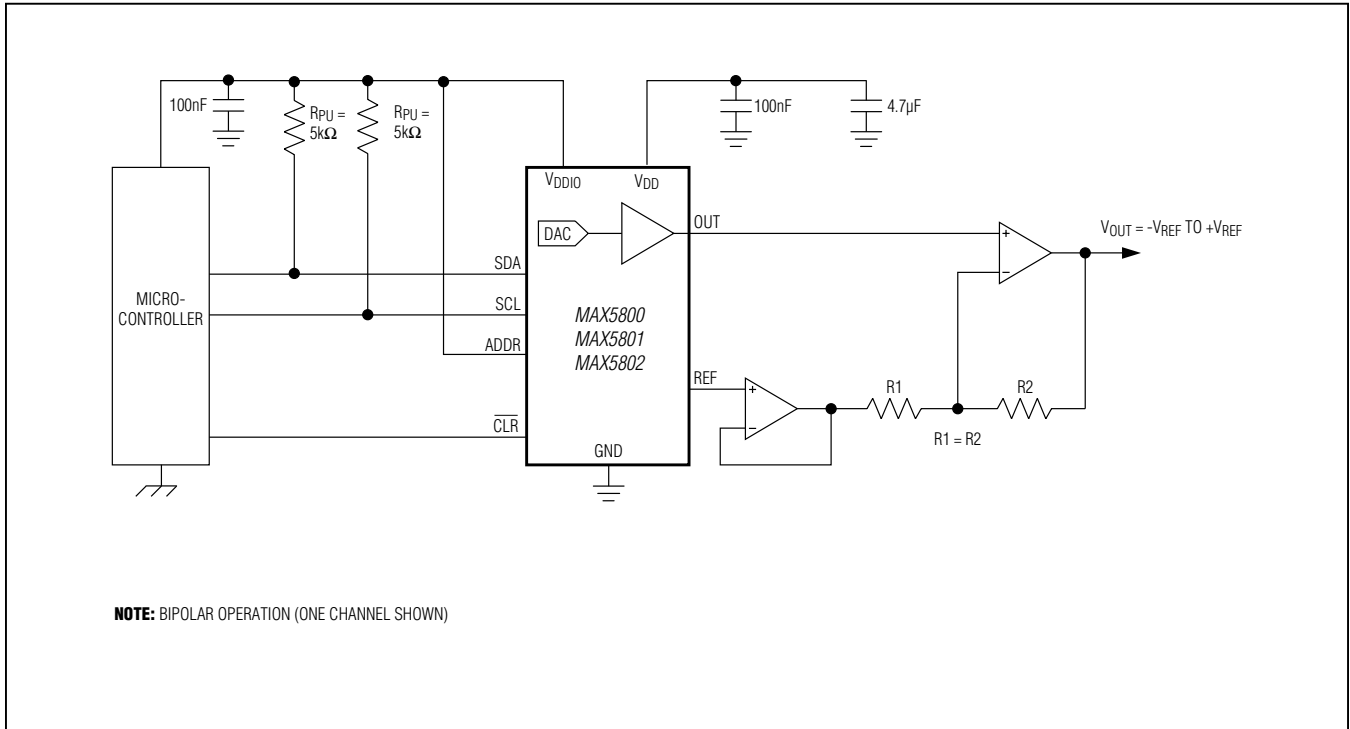 100nF
RPU =
5kΩ
RPU =
5kΩ
100nF
4.7µF
VDDIO
VDD
DAC
OUT
+
−
VOUT = -VREF TO +VREF
MICRO-
CONTROLLER
SDA
SCL
ADDR
CLR
MAX5800
MAX5801
MAX5802
REF
+
−
R1
R2
R1 = R2
GND
NOTE: BIPOLAR OPERATION (ONE CHANNEL SHOWN)